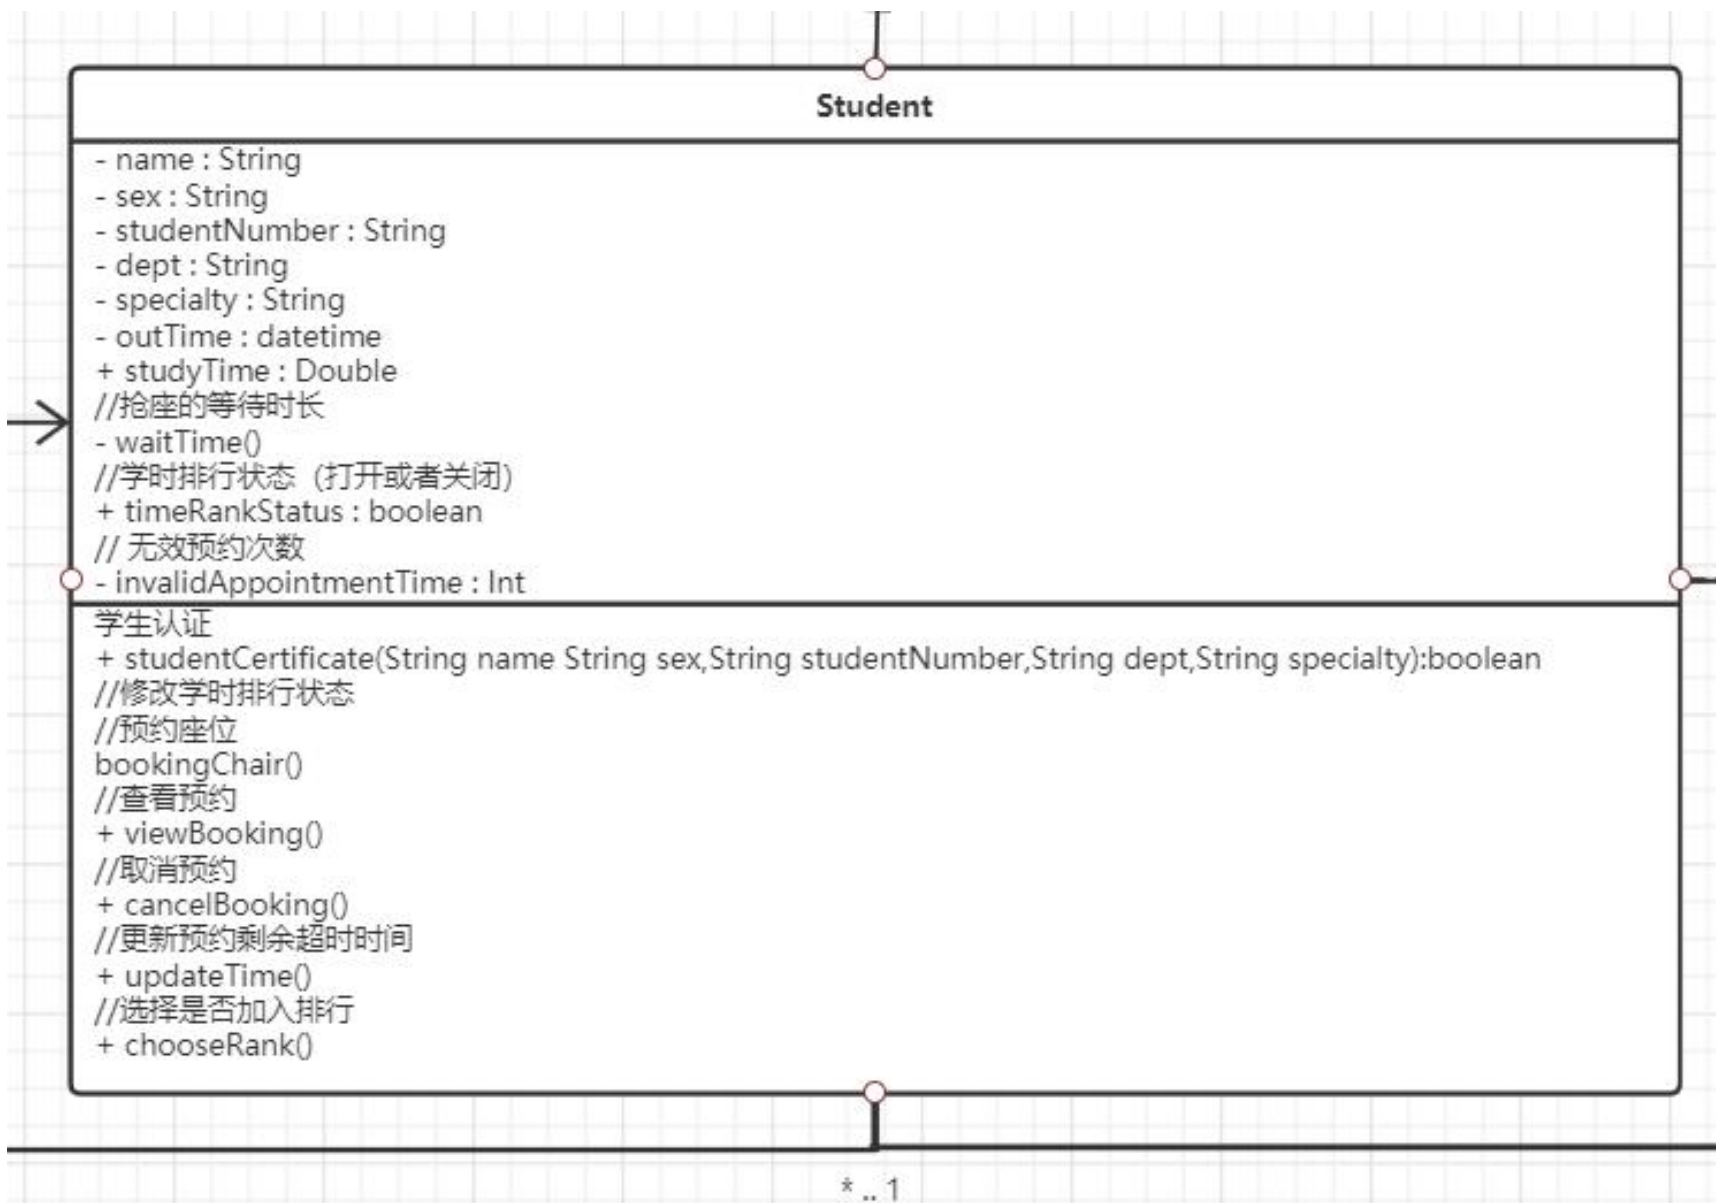 Student
- name : String
- sex : String
- studentNumber : String
- dept : String
- specialty : String
- outTime : datetime
+ studyTime : Double
//抢座的等待时长
- waitTime()
//学时排行状态（打开或者关闭）
+ timeRankStatus : boolean
// 无效预约次数
- invalidAppointmentTime : Int
学生认证
+ studentCertificate(String name String sex,String studentNumber,String dept,String specialty):boolean
//修改学时排行状态
//预约座位
bookingChair()
//查看预约
+ viewBooking()
//取消预约
+ cancelBooking()
//更新预约剩余超时时间
+ updateTime()
//选择是否加入排行
+ chooseRank()
* .. 1